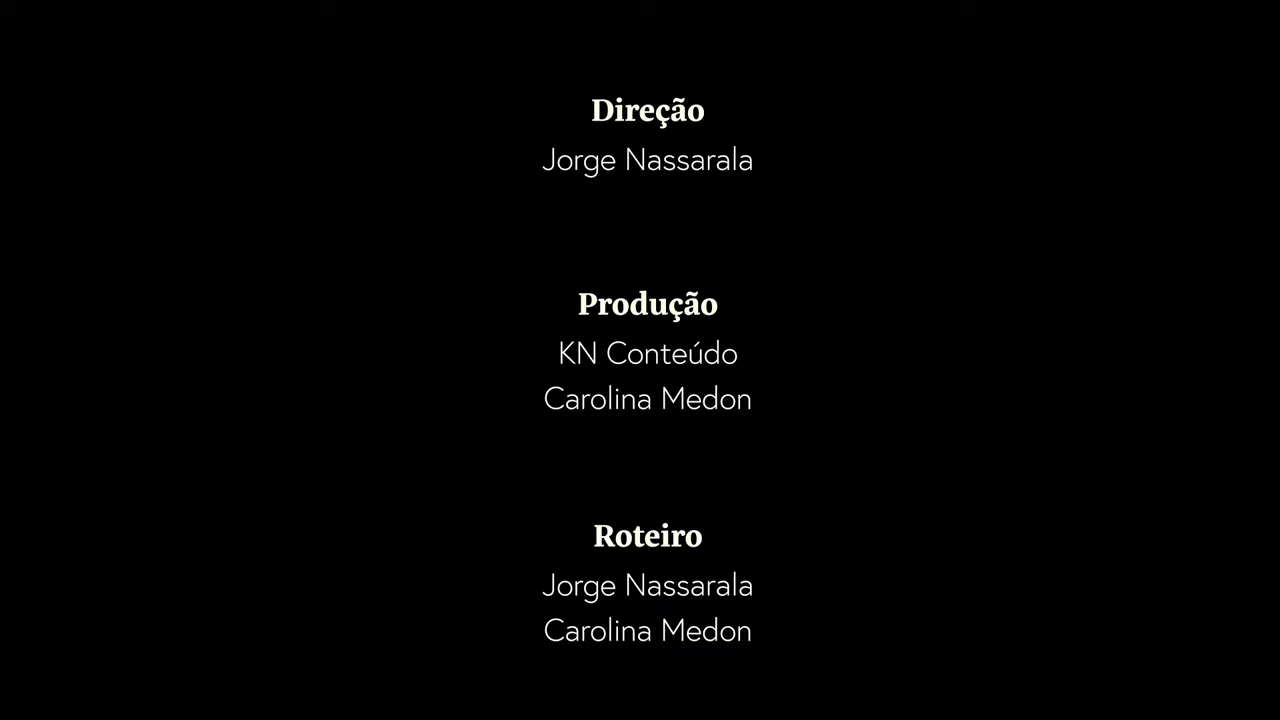 Direção
Jorge Nassarala
Produção
KN Conteúdo
Carolina Medon
Roteiro
Jorge Nassarala
Carolina Medon